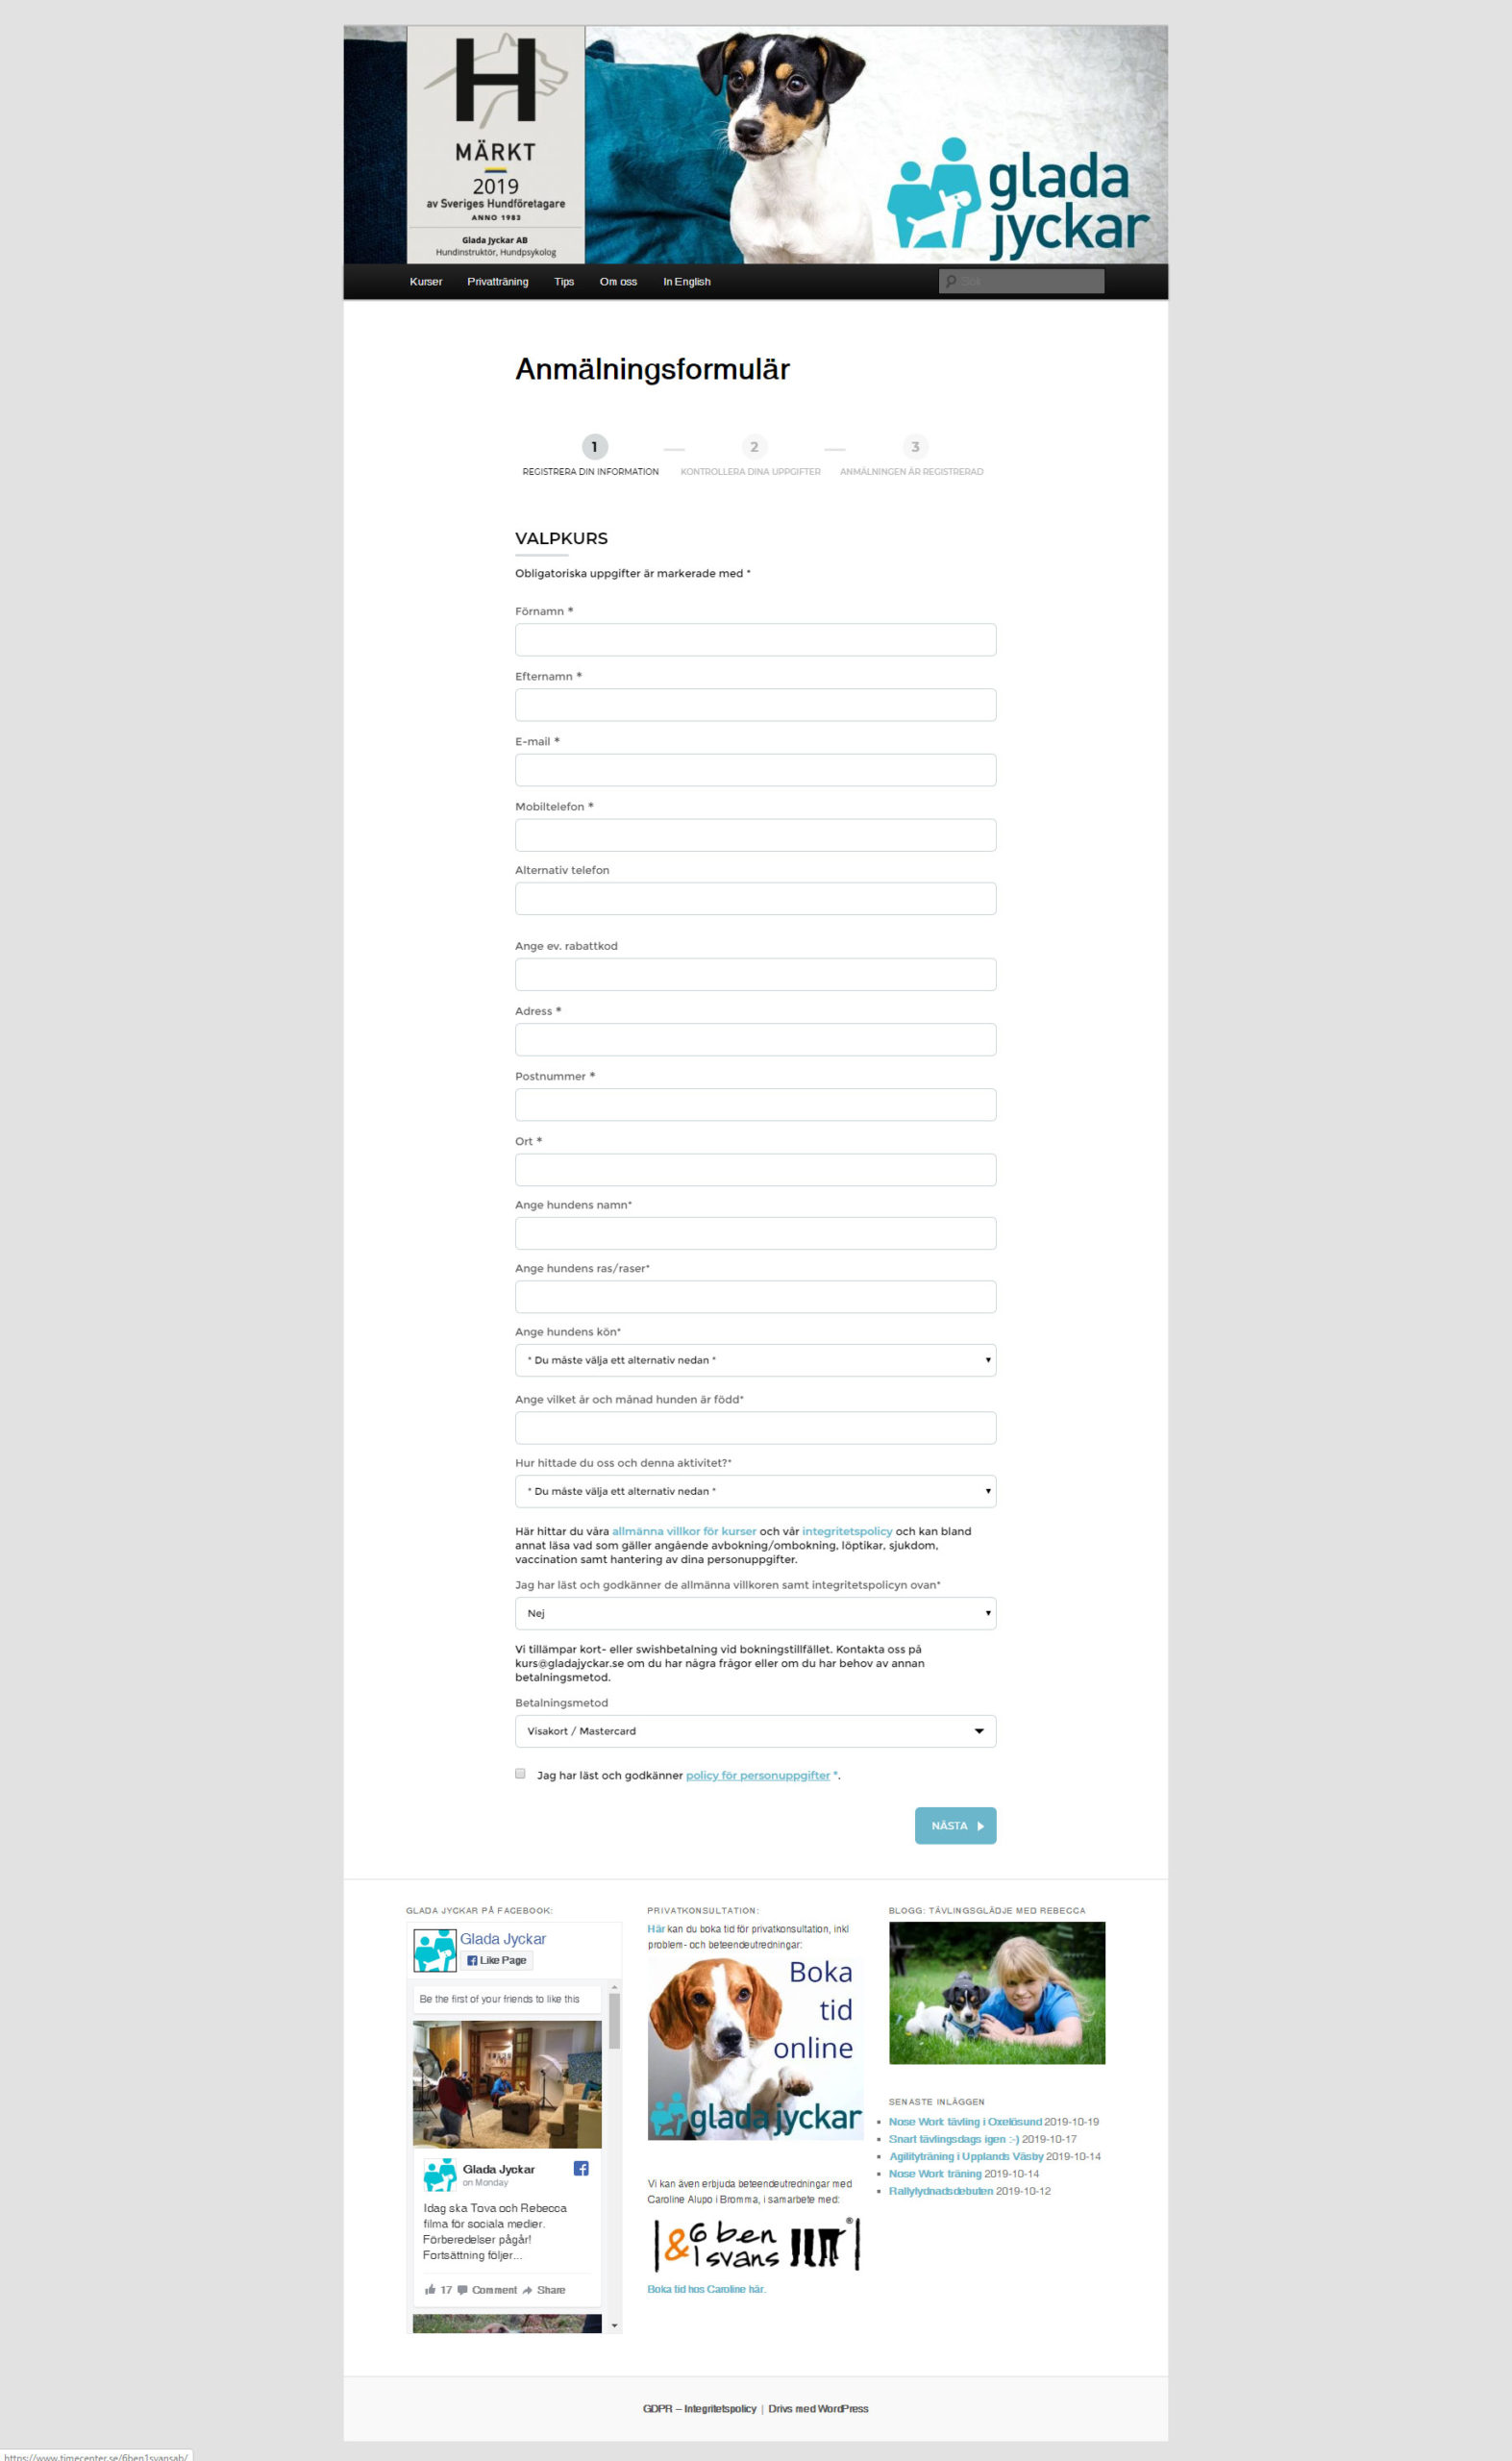 H
MÄRKT
2019
av Sveriges Hundföretagare
ANNO 1983
Glada Jyckar AB
Hundinstruktör, Hundpsykolog
glada
jyckar
Kurser Privatträning Tips Om oss In English
Sök
Anmälningsformulär
1 2 3
REGISTRERA DIN INFORMATION KONTROLLERA DINA UPPGIFTER ANMÄLNINGEN ÄR REGISTRERAD
VALPKURS
Obligatoriska uppgifter är markerade med *
Förnamn *
Efternamn *
E-mail *
Mobiltelefon *
Alternativ telefon
Ange ev. rabattkod
Adress *
Postnummer *
Ort *
Ange hundens namn*
Ange hundens ras/raser*
Ange hundens kön*
* Du måste välja ett alternativ nedan *
Ange vilket år och månad hunden är född*
Hur hittade du oss och denna aktivitet?*
* Du måste välja ett alternativ nedan *
Här hittar du våra allmänna villkor för kurser och vår integritetspolicy och kan bland
annat läsa vad som gäller angående avbokning/ombokning, löptikar, sjukdom,
vaccination samt hantering av dina personuppgifter.
Jag har läst och godkänner de allmänna villkoren samt integritetspolicyn ovan*
Nej
Vi tillämpar kort- eller swishbetalning vid bokningstillfället. Kontakta oss på
kurs@gladajyckar.se om du har några frågor eller om du har behov av annan
betalningsmetod.
Betalningsmetod
Visakort / Mastercard
Jag har läst och godkänner policy för personuppgifter *.
NÄSTA
GLADA JYCKAR PÅ FACEBOOK:
Glada Jyckar
Like Page
Be the first of your friends to like this
Glada Jyckar
on Monday
Idag ska Tova och Rebecca
filma för sociala medier.
Förberedelser pågår!
Fortsättning följer...
17 Comment Share
PRIVATKONSULTATION:
Här kan du boka tid för privatkonsultation, inkl
problem- och beteendeutredningar:
Boka
tid
online
glada jyckar
Vi kan även erbjuda beteendeutredningar med
Caroline Alupo i Bromma, i samarbete med:
&6 ben
1 svans ®
Boka tid hos Caroline här.
BLOGG: TÄVLINGSGLÄDJE MED REBECCA
SENASTE INLÄGGEN
Nose Work tävling i Oxelösund 2019-10-19
Snart tävlingsdags igen :-) 2019-10-17
Agilityträning i Upplands Väsby 2019-10-14
Nose Work träning 2019-10-14
Rallylydnadsdebuten 2019-10-12
GDPR – Integritetspolicy | Drivs med WordPress
https://www.timecenter.se/6ben1svansab/